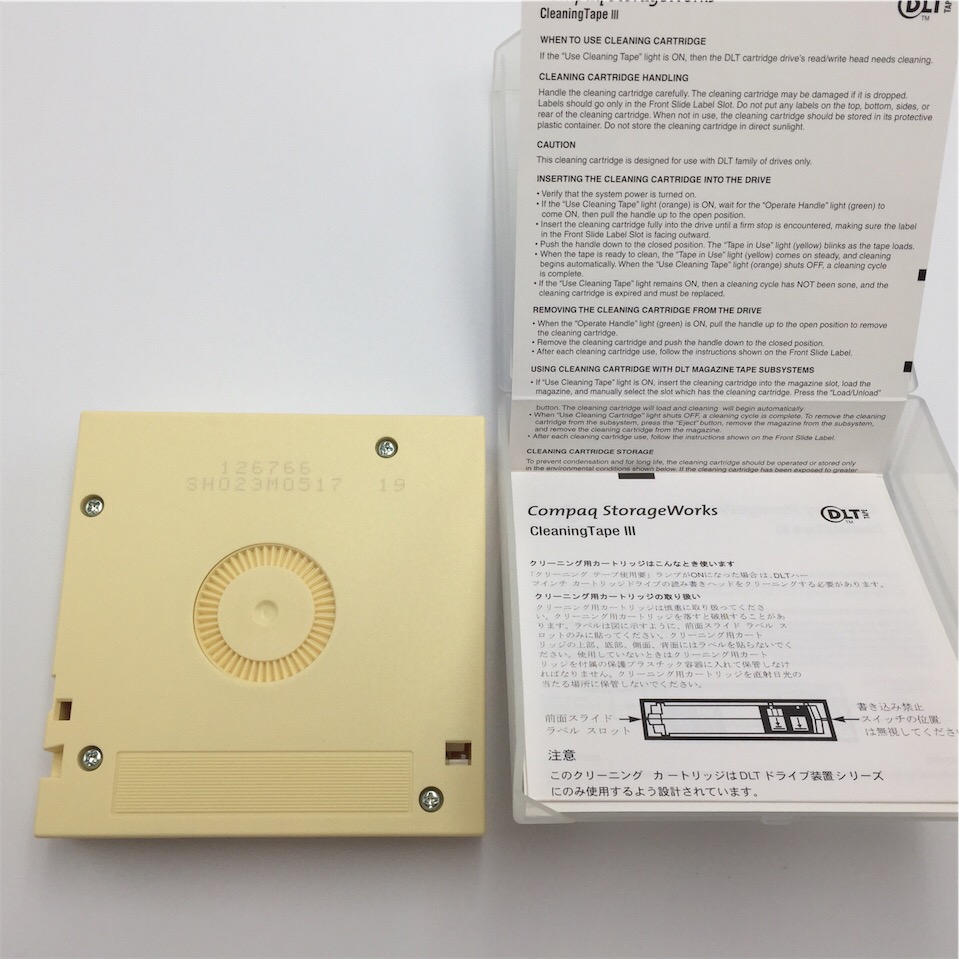 Compaq StorageWorks
CleaningTape III
DLT
TAPE
TM
WHEN TO USE CLEANING CARTRIDGE
If the "Use Cleaning Tape" light is ON, then the DLT cartridge drive's read/write head needs cleaning.
CLEANING CARTRIDGE HANDLING
Handle the cleaning cartridge carefully. The cleaning cartridge may be damaged if it is dropped.
Labels should go only in the Front Slide Label Slot. Do not put any labels on the top, bottom, sides, or
rear of the cleaning cartridge. When not in use, the cleaning cartridge should be stored in its protective
plastic container. Do not store the cleaning cartridge in direct sunlight.
CAUTION
This cleaning cartridge is designed for use with DLT family of drives only.
INSERTING THE CLEANING CARTRIDGE INTO THE DRIVE
• Verify that the system power is turned on.
• If the "Use Cleaning Tape" light (orange) is ON, wait for the "Operate Handle" light (green) to
come ON, then pull the handle up to the open position.
• Insert the cleaning cartridge fully into the drive until a firm stop is encountered, making sure the label
in the Front Slide Label Slot is facing outward.
• Push the handle down to the closed position. The "Tape in Use" light (yellow) blinks as the tape loads.
• When the tape is ready to clean, the "Tape in Use" light (yellow) comes on steady, and cleaning
begins automatically. When the "Use Cleaning Tape" light (orange) shuts OFF, a cleaning cycle
is complete.
• If the "Use Cleaning Tape" light remains ON, then a cleaning cycle has NOT been sone, and the
cleaning cartridge is expired and must be replaced.
REMOVING THE CLEANING CARTRIDGE FROM THE DRIVE
• When the "Operate Handle" light (green) is ON, pull the handle up to the open position to remove
the cleaning cartridge.
• Remove the cleaning cartridge and push the handle down to the closed position.
• After each cleaning cartridge use, follow the instructions shown on the Front Slide Label.
USING CLEANING CARTRIDGE WITH DLT MAGAZINE TAPE SUBSYSTEMS
• If "Use Cleaning Tape" light is ON, insert the cleaning cartridge into the magazine slot, load the
magazine, and manually select the slot which has the cleaning cartridge. Press the "Load/Unload"
button. The cleaning cartridge will load and cleaning will begin automatically.
• When "Use Cleaning Cartridge" light shuts OFF, a cleaning cycle is complete. To remove the cleaning
cartridge from the subsystem, press the "Eject" button, remove the magazine from the subsystem,
and remove the cleaning cartridge from the magazine.
• After each cleaning cartridge use, follow the instructions shown on the Front Slide Label.
CLEANING CARTRIDGE STORAGE
To prevent condensation and for long life, the cleaning cartridge should be operated or stored only
in the environmental conditions shown below. If the cleaning cartridge has been exposed to greater
126766
SH023M0517 19
Compaq StorageWorks
DLT
TAPE
TM
CleaningTape III
クリーニング用カートリッジはこんなとき使います
「クリーニング テープ使用要」ランプがONになった場合は、DLTハー
フインチ カートリッジドライブの読み書きヘッドをクリーニングする必要があります。
クリーニング用カートリッジの取り扱い
クリーニング用カートリッジは慎重に取り扱ってくださ
い。クリーニング用カートリッジを落すと破損することがあ
ります。ラベルは図に示すように、前面スライド ラベル ス
ロットのみに貼ってください。クリーニング用カート
リッジの上部、底部、側面、背面にはラベルを貼らないでく
ださい。使用していないときはクリーニング用カート
リッジを付属の保護プラスチック容器に入れて保管しなけ
ればなりません。クリーニング用カートリッジを直射日光の
当たる場所に保管しないでください。
前面スライド
ラベル スロット
書き込み禁止
スイッチの位置
は無視してくださ
注意
このクリーニング カートリッジはDLTドライブ装置シリーズ
にのみ使用するよう設計されています。